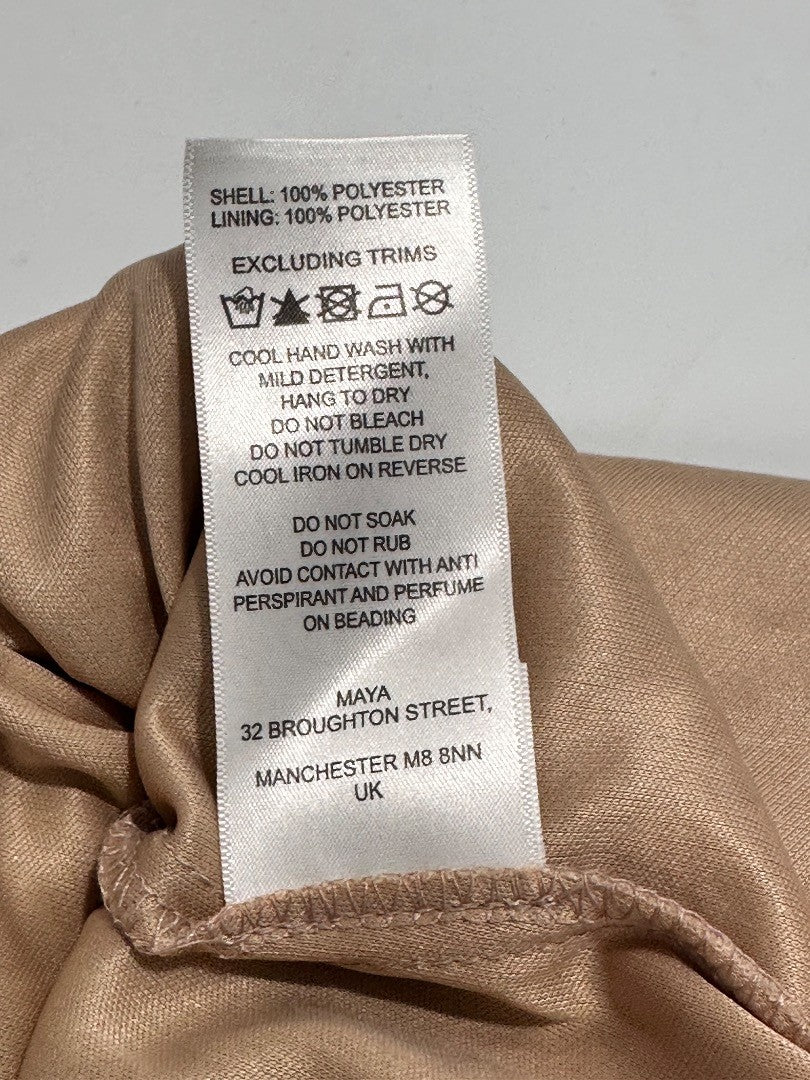 SHELL: 100% POLYESTER
LINING: 100% POLYESTER
EXCLUDING TRIMS
COOL HAND WASH WITH
MILD DETERGENT,
HANG TO DRY
DO NOT BLEACH
DO NOT TUMBLE DRY
COOL IRON ON REVERSE
DO NOT SOAK
DO NOT RUB
AVOID CONTACT WITH ANTI
PERSPIRANT AND PERFUME
ON BEADING
MAYA
32 BROUGHTON STREET,
MANCHESTER M8 8NN
UK